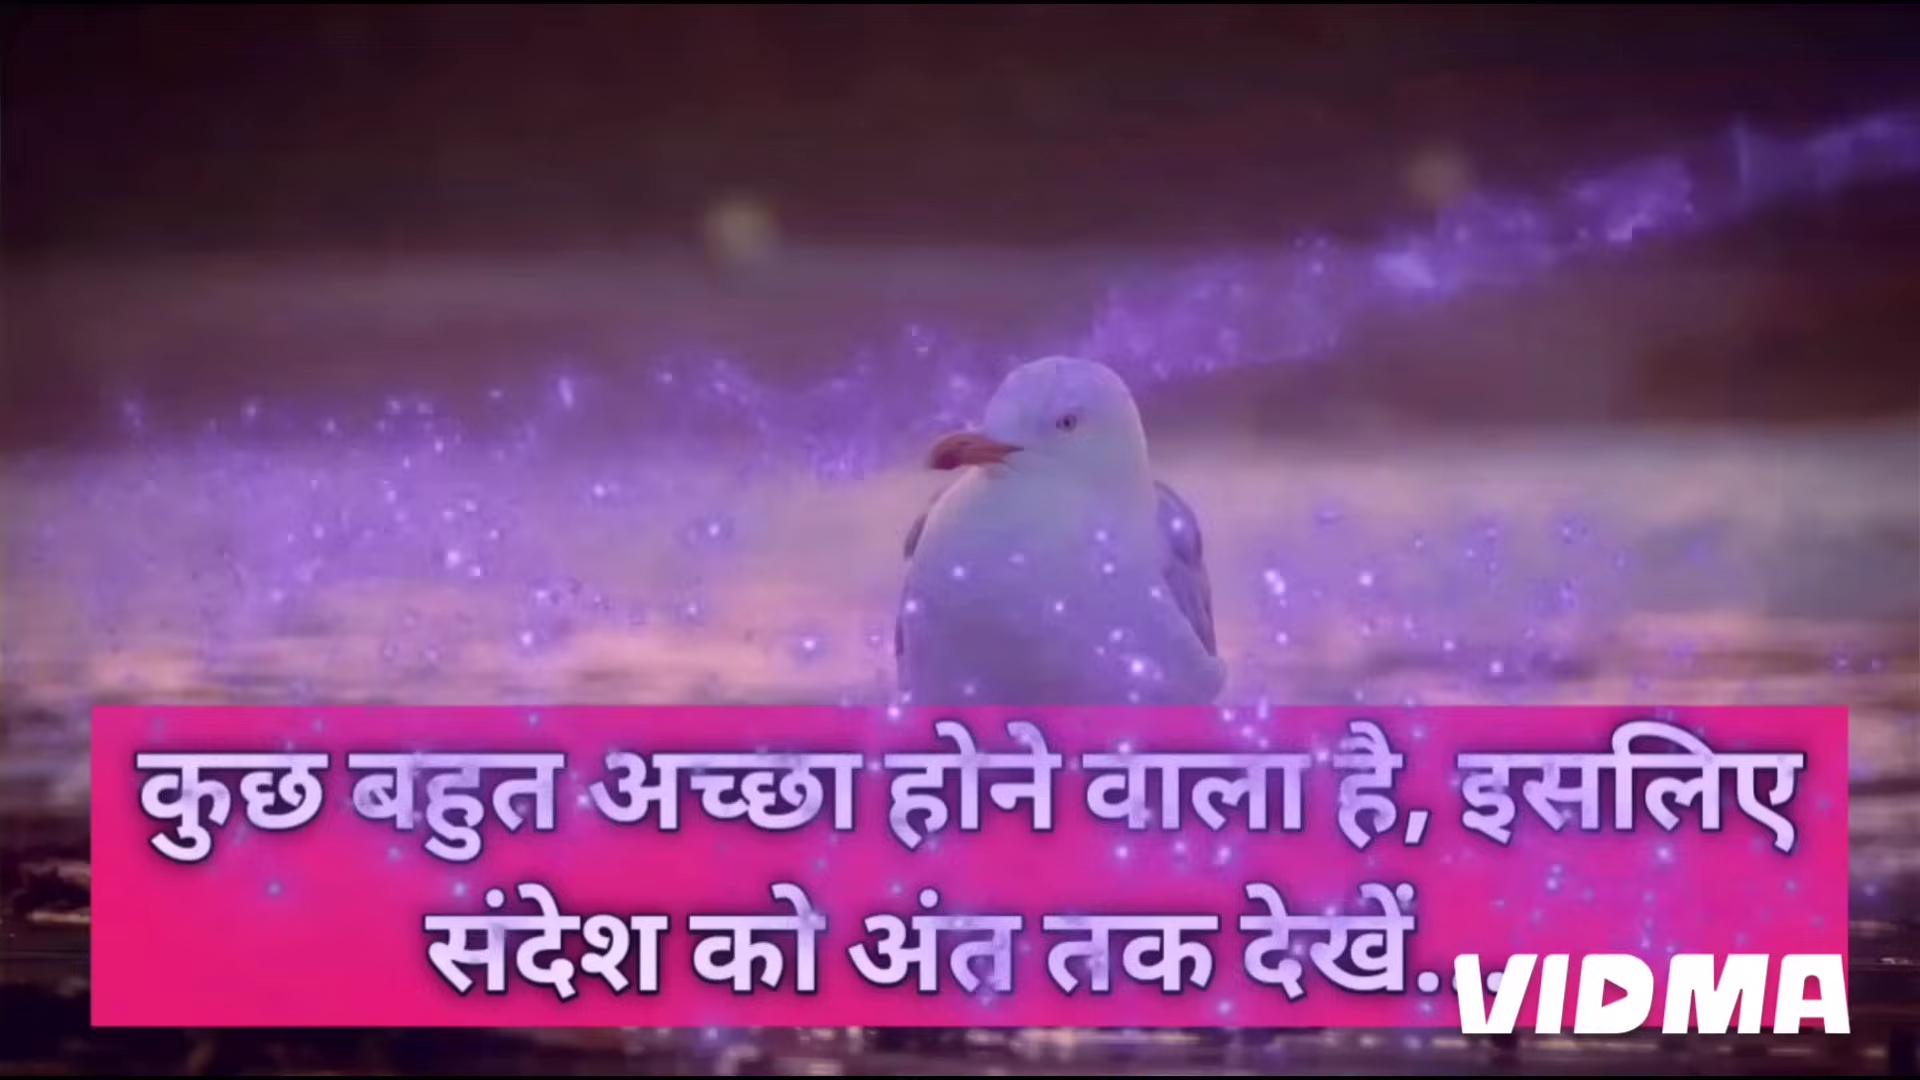 कुछ बहुत अच्छा होने वाला है, इसलिए
संदेश को अंत तक देखें...
VIDMA